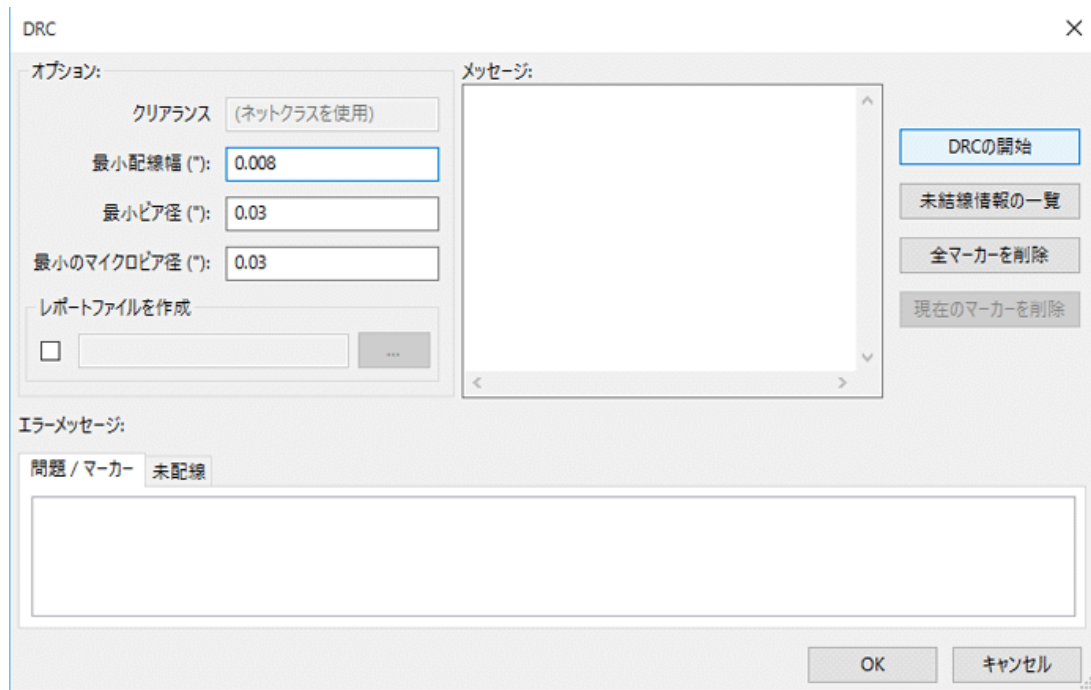 DRC
オプション:
クリアランス (ネットクラスを使用)
最小配線幅 ("): 0.008
最小ビア径 ("): 0.03
最小のマイクロビア径 ("): 0.03
レポートファイルを作成
...
メッセージ:
DRCの開始
未結線情報の一覧
全マーカーを削除
現在のマーカーを削除
エラーメッセージ:
問題 / マーカー 未配線
OK キャンセル